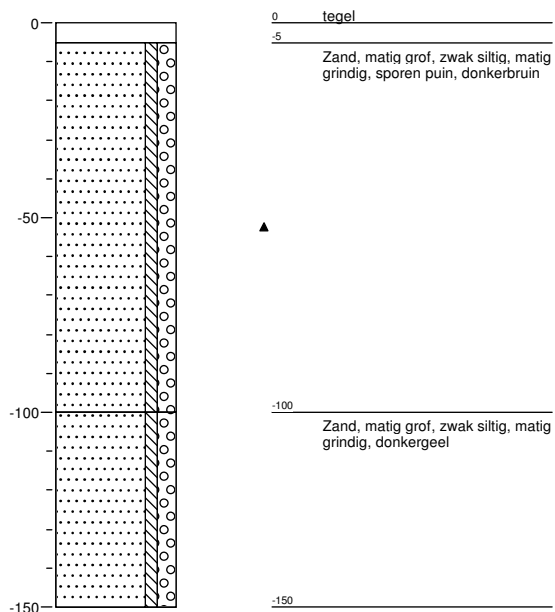 0
0
tegel
-5
Zand, matig grof, zwak siltig, matig
grindig, sporen puin, donkerbruin
-50
-100
-100
Zand, matig grof, zwak siltig, matig
grindig, donkergeel
-150
-150